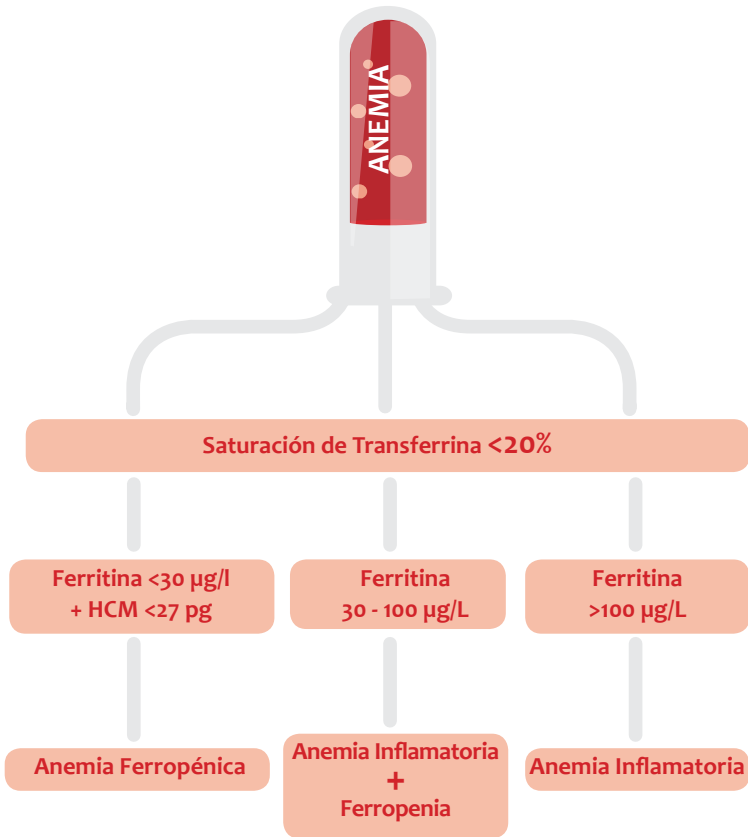 ANEMIA
Saturación de Transferrina <20%
Ferritina <30 µg/l
+ HCM <27 pg
Ferritina
30 - 100 µg/L
Ferritina
>100 µg/L
Anemia Ferropénica
Anemia Inflamatoria
+
Ferropenia
Anemia Inflamatoria